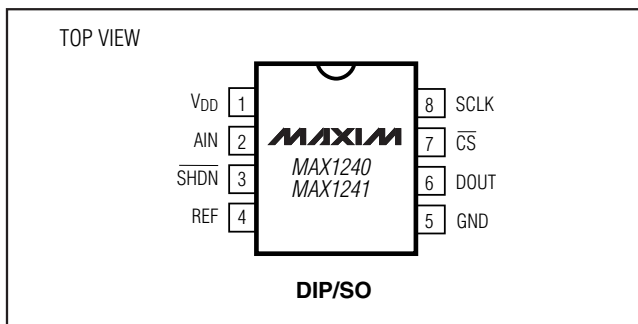 TOP VIEW
VDD 1
AIN 2
SHDN 3
REF 4
MAXIM
MAX1240
MAX1241
8 SCLK
7 CS
6 DOUT
5 GND
DIP/SO